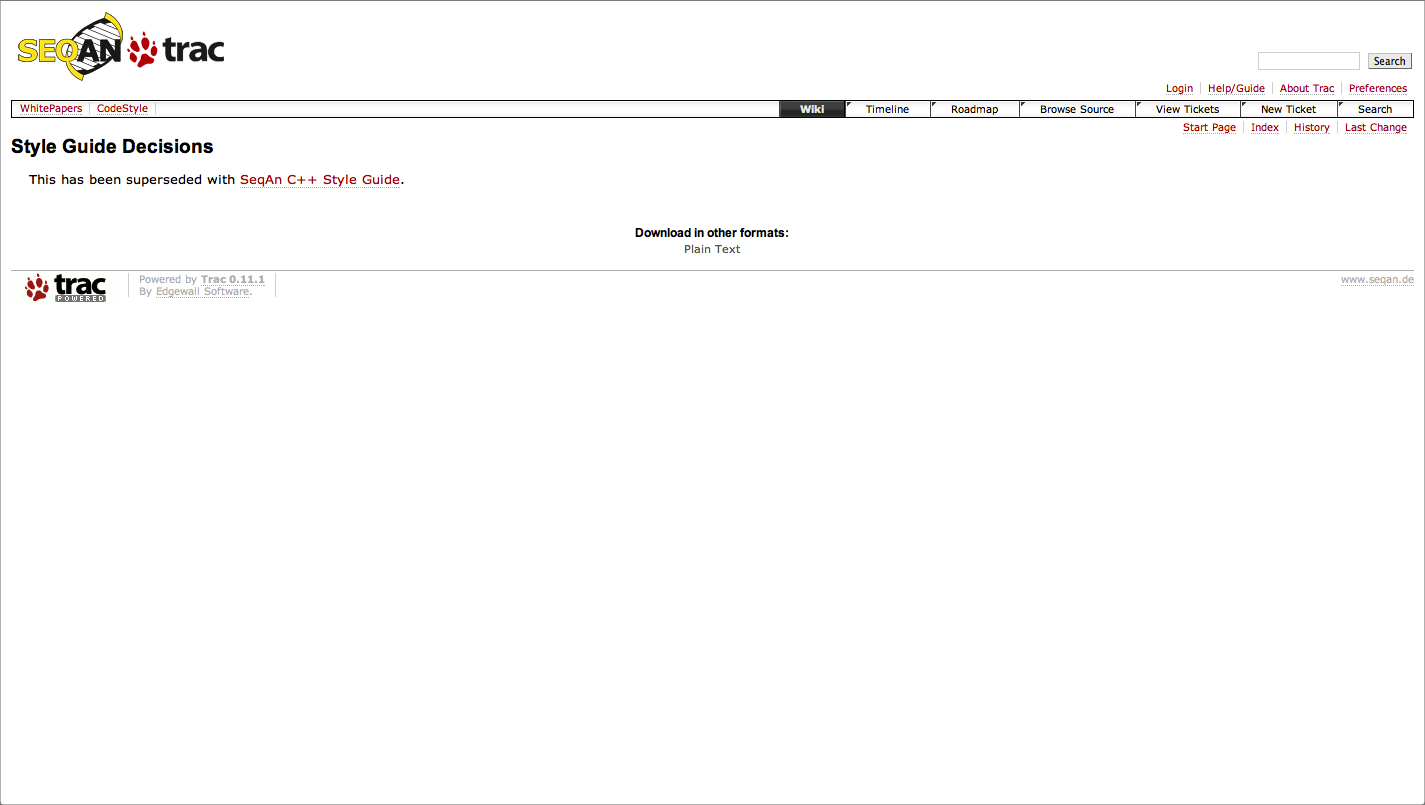 SEQAN trac
Search
Login Help/Guide About Trac Preferences
WhitePapers CodeStyle Wiki Timeline Roadmap Browse Source View Tickets New Ticket Search
Start Page Index History Last Change
Style Guide Decisions
This has been superseded with SeqAn C++ Style Guide.
Download in other formats:
Plain Text
trac POWERED
Powered by Trac 0.11.1
By Edgewall Software.
www.seqan.de